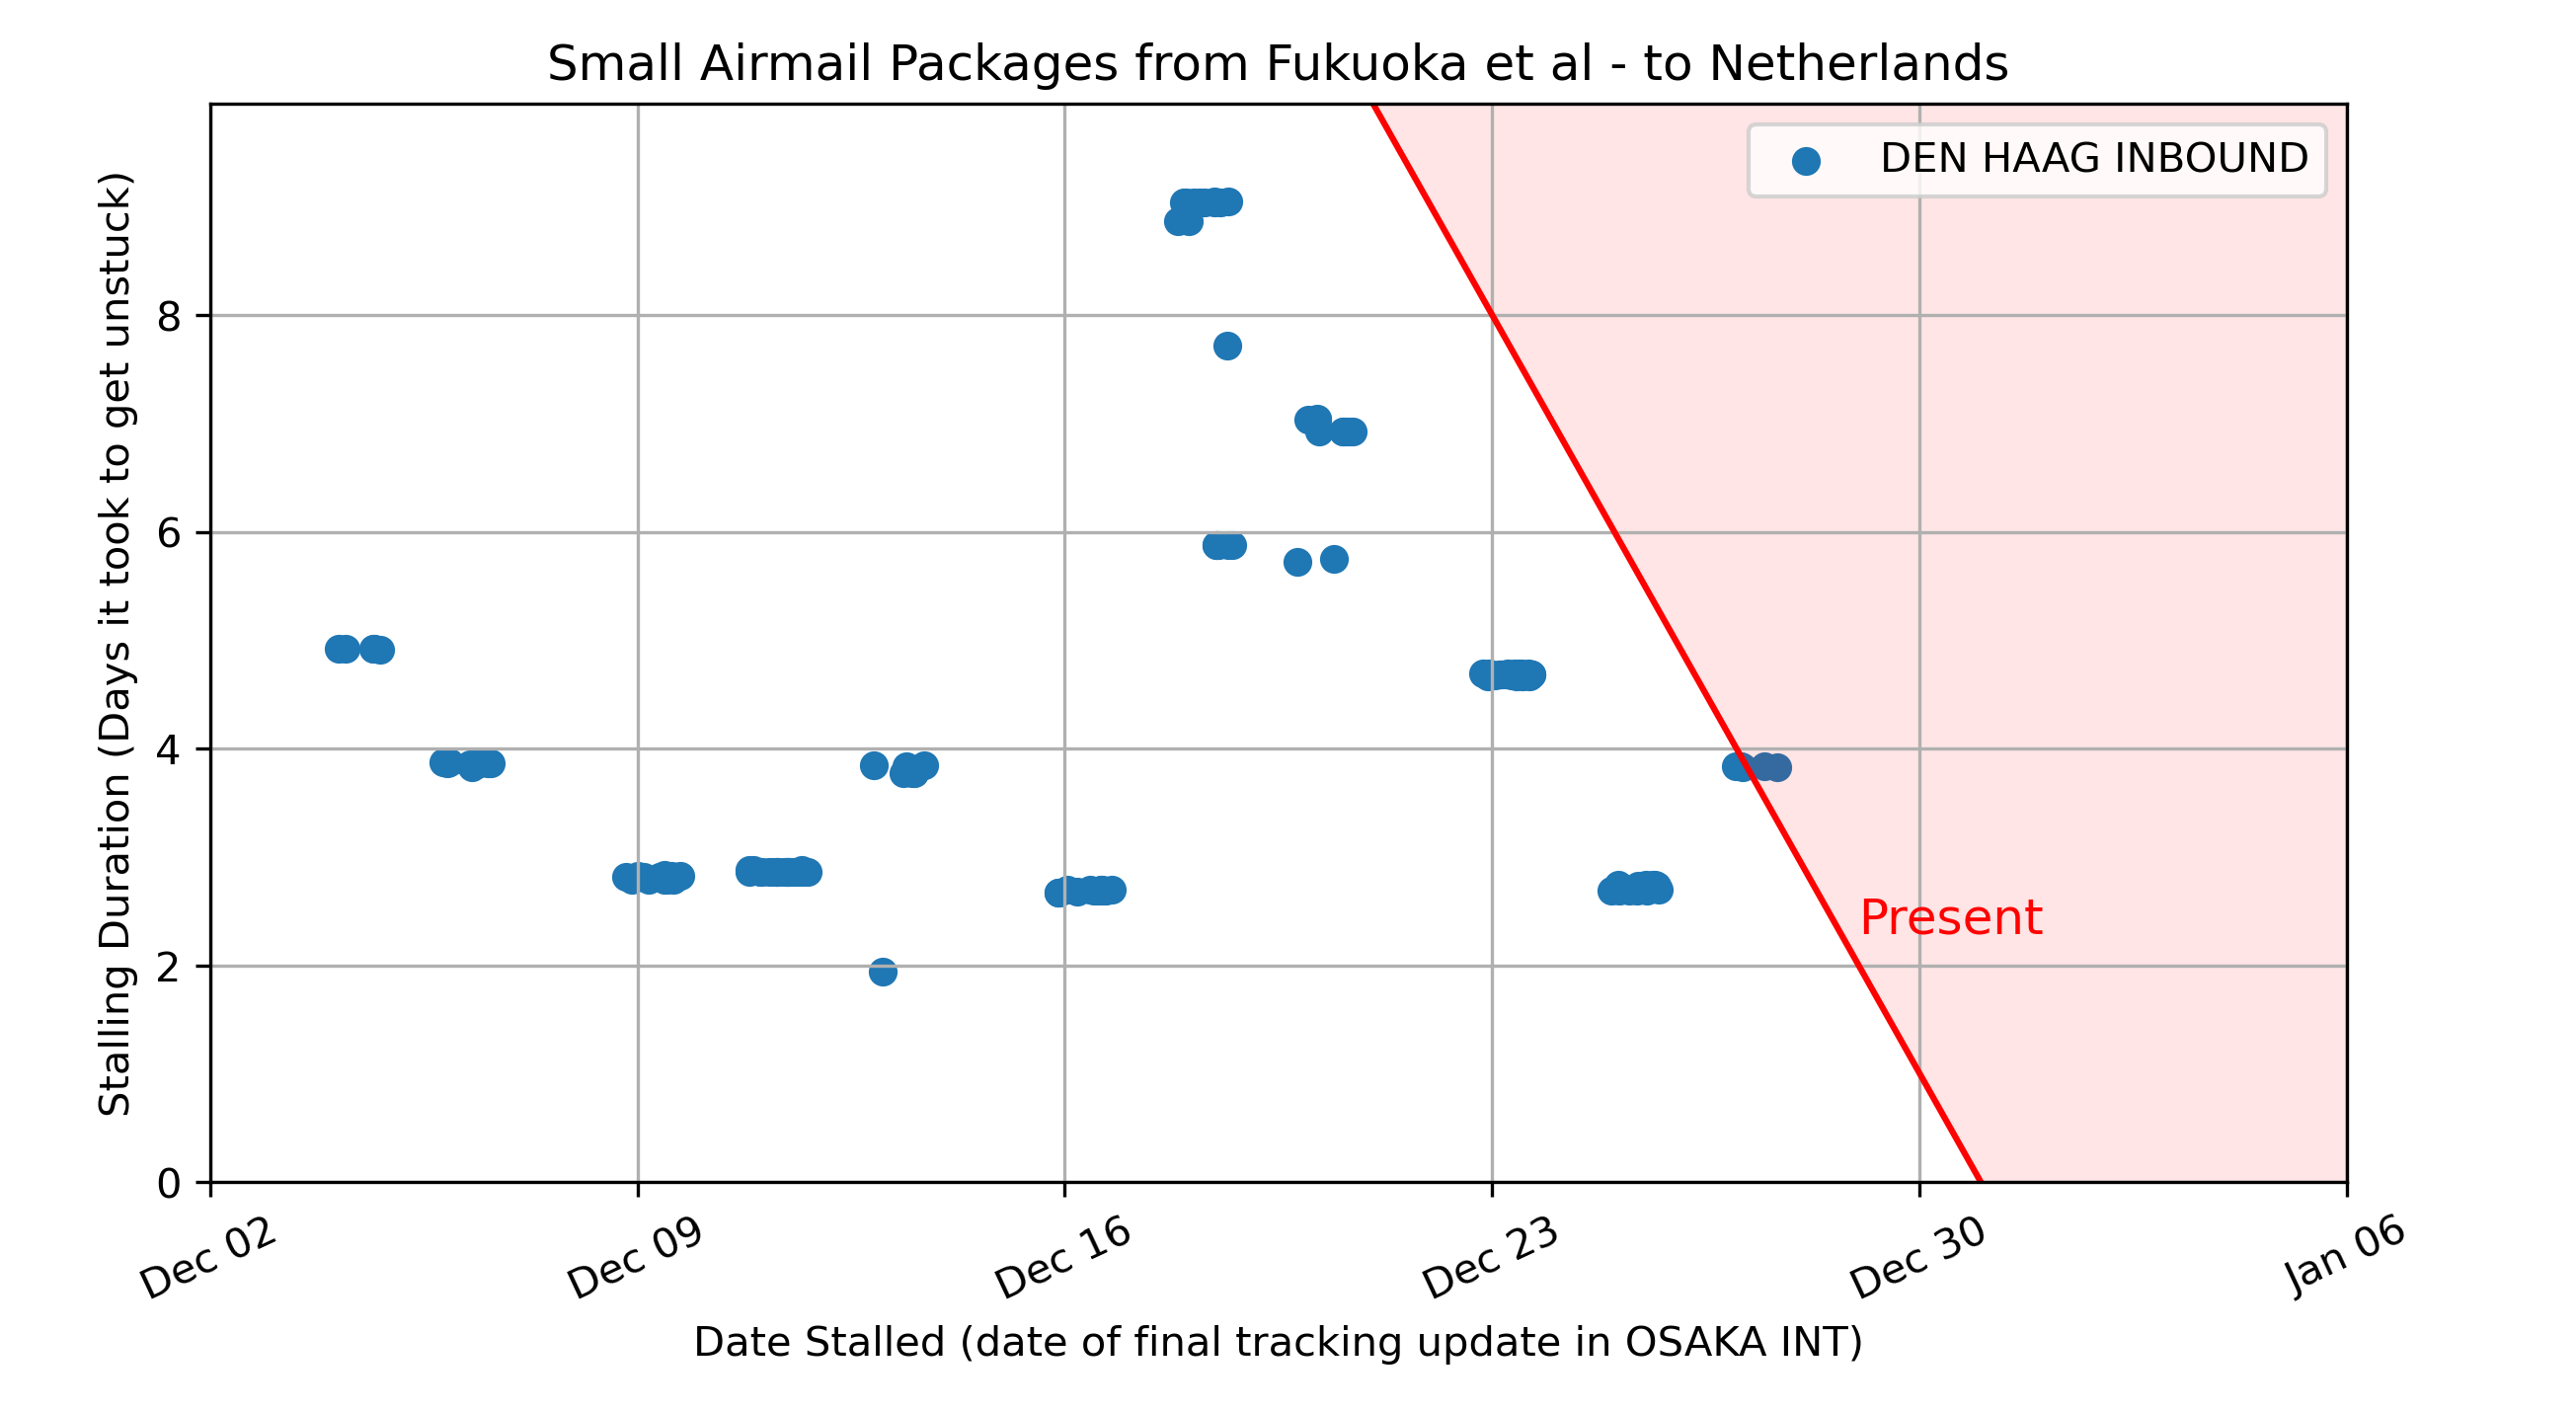 Small Airmail Packages from Fukuoka et al - to Netherlands
DEN HAAG INBOUND
Stalling Duration (Days it took to get unstuck)
8
6
4
2
0
Present
Dec 02
Dec 09
Dec 16
Dec 23
Dec 30
Jan 06
Date Stalled (date of final tracking update in OSAKA INT)